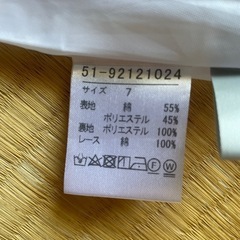 51-92121024
サイズ 7
表地 綿 55%
ポリエステル 45%
裏地 ポリエステル 100%
レース 綿 100%